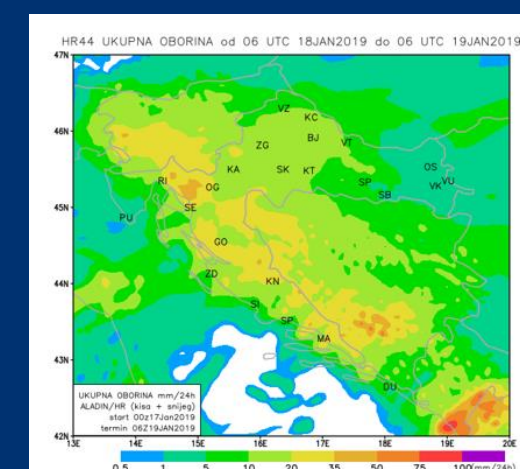 HR44 UKUPNA OBORINA od 06 UTC 18JAN2019 do 06 UTC 19JAN2019
47N
VZ
KC
46N
BJ
VT
ZG
KA
SK
KT
OS
RI
OG
SP
VK
VU
SB
45N
SE
PU
GO
44N
ZD
KN
SI
SP
MA
43N
DU
UKUPNA OBORINA mm/24h
ALADIN/HR (kisa + snijeg)
start 00z17Jan2019
termin 06Z19JAN2019
42N
13E 14E 15E 16E 17E 18E 19E 20E
0.5 1 5 10 20 35 50 75 100(mm/24h)